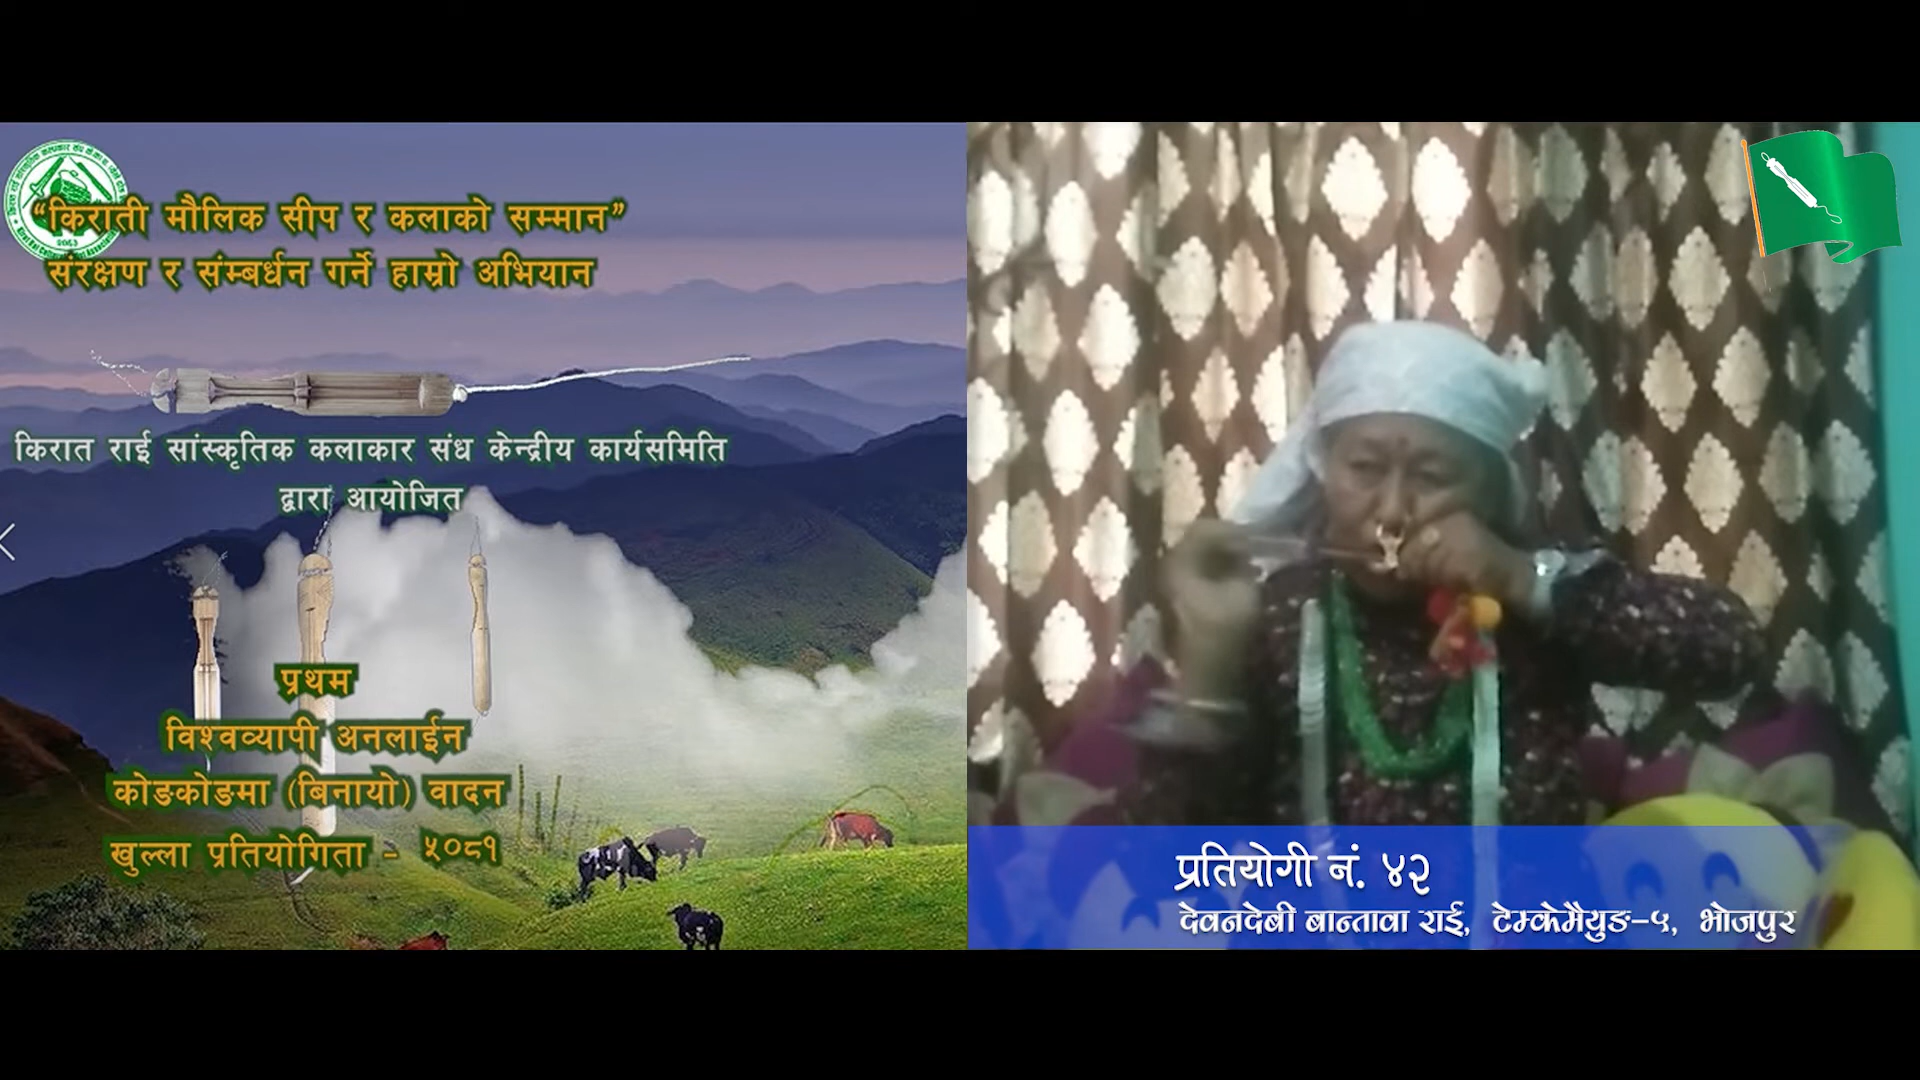 “किराती मौलिक सीप र कलाको सम्मान”
संरक्षण र संम्बर्धन गर्ने हाम्रो अभियान
किरात राई सांस्कृतिक कलाकार संध केन्द्रीय कार्यसमिति
द्वारा आयोजित
प्रथम
विश्वव्यापी अनलाईन
कोङकोङमा (बिनायो) वादन
खुल्ला प्रतियोगिता - ५०८१
२०६३
प्रतियोगी नं. ४२
देवनदेबी बान्तावा राई, टेम्केमैयुङ-५, भोजपुर